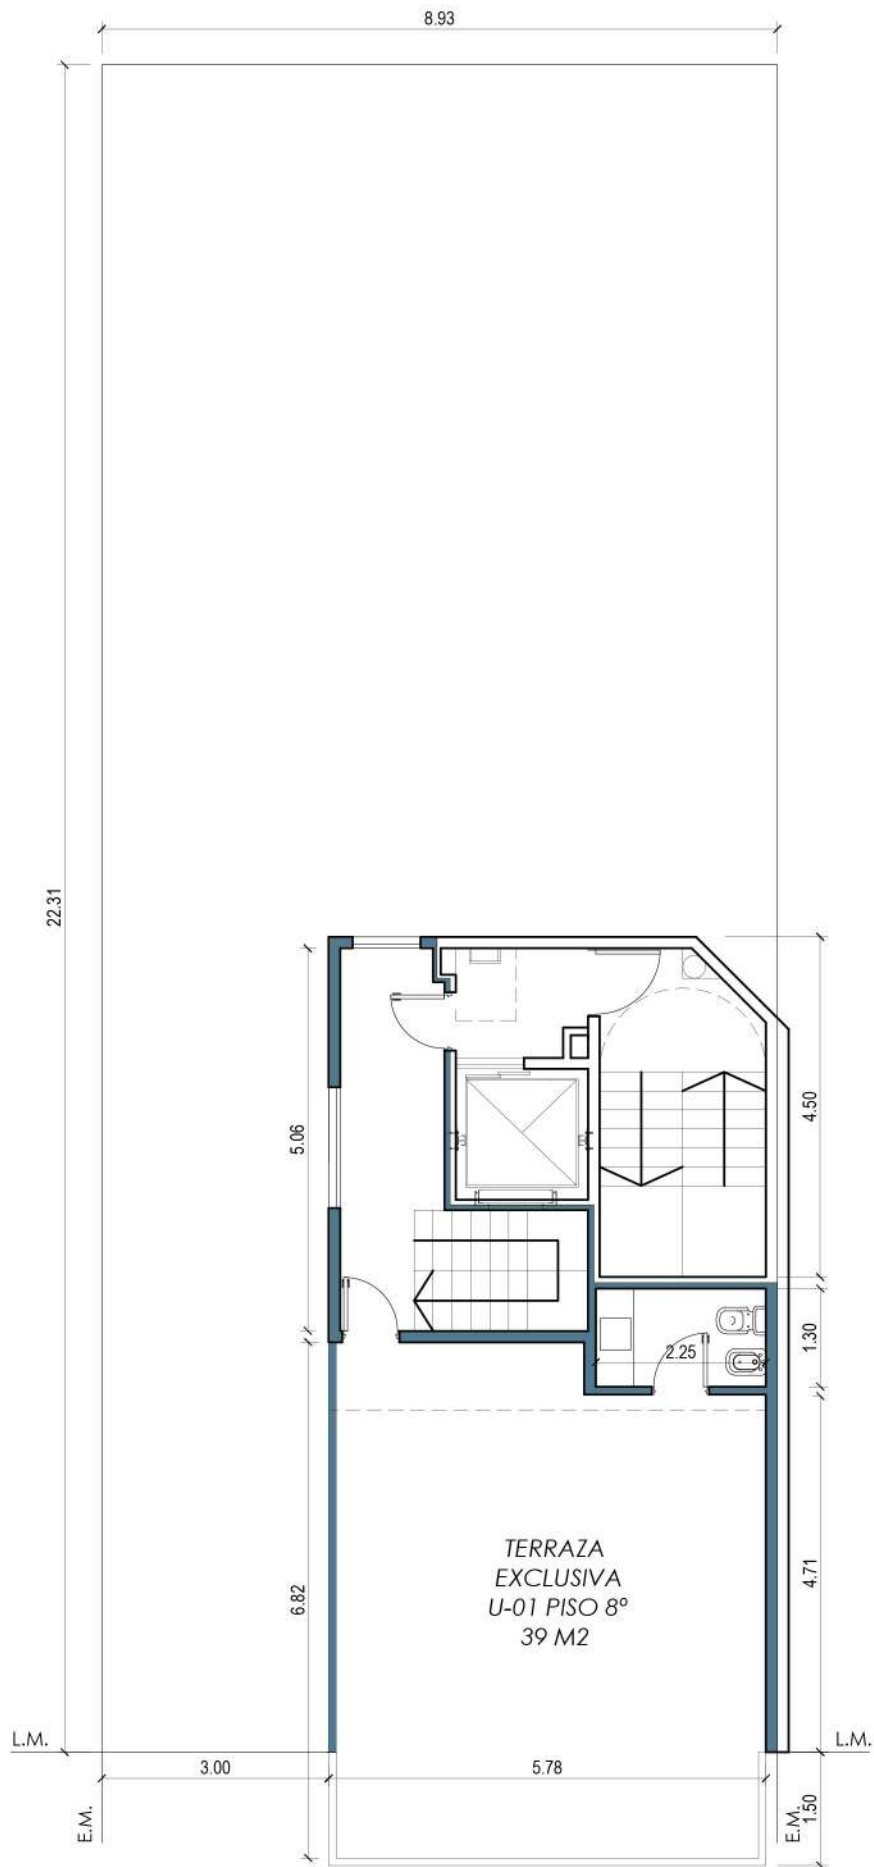 8.93
22.31
5.06
4.50
1.30
2.25
TERRAZA
EXCLUSIVA
U-01 PISO 8º
39 M2
4.71
6.82
L.M.
L.M.
3.00
5.78
E.M.
E.M.
1.50